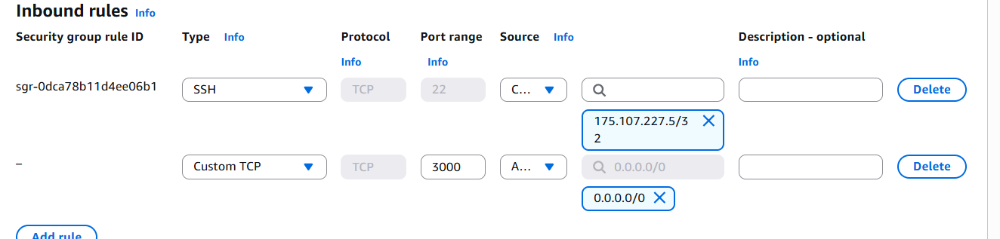 Inbound rules Info
Security group rule ID Type Info Protocol Port range Source Info Description - optional
Info Info Info
sgr-0dca78b11d4ee06b1 SSH TCP 22 C... Delete
175.107.227.5/3
2
– Custom TCP TCP 3000 A... 0.0.0.0/0 Delete
0.0.0.0/0
Add rule